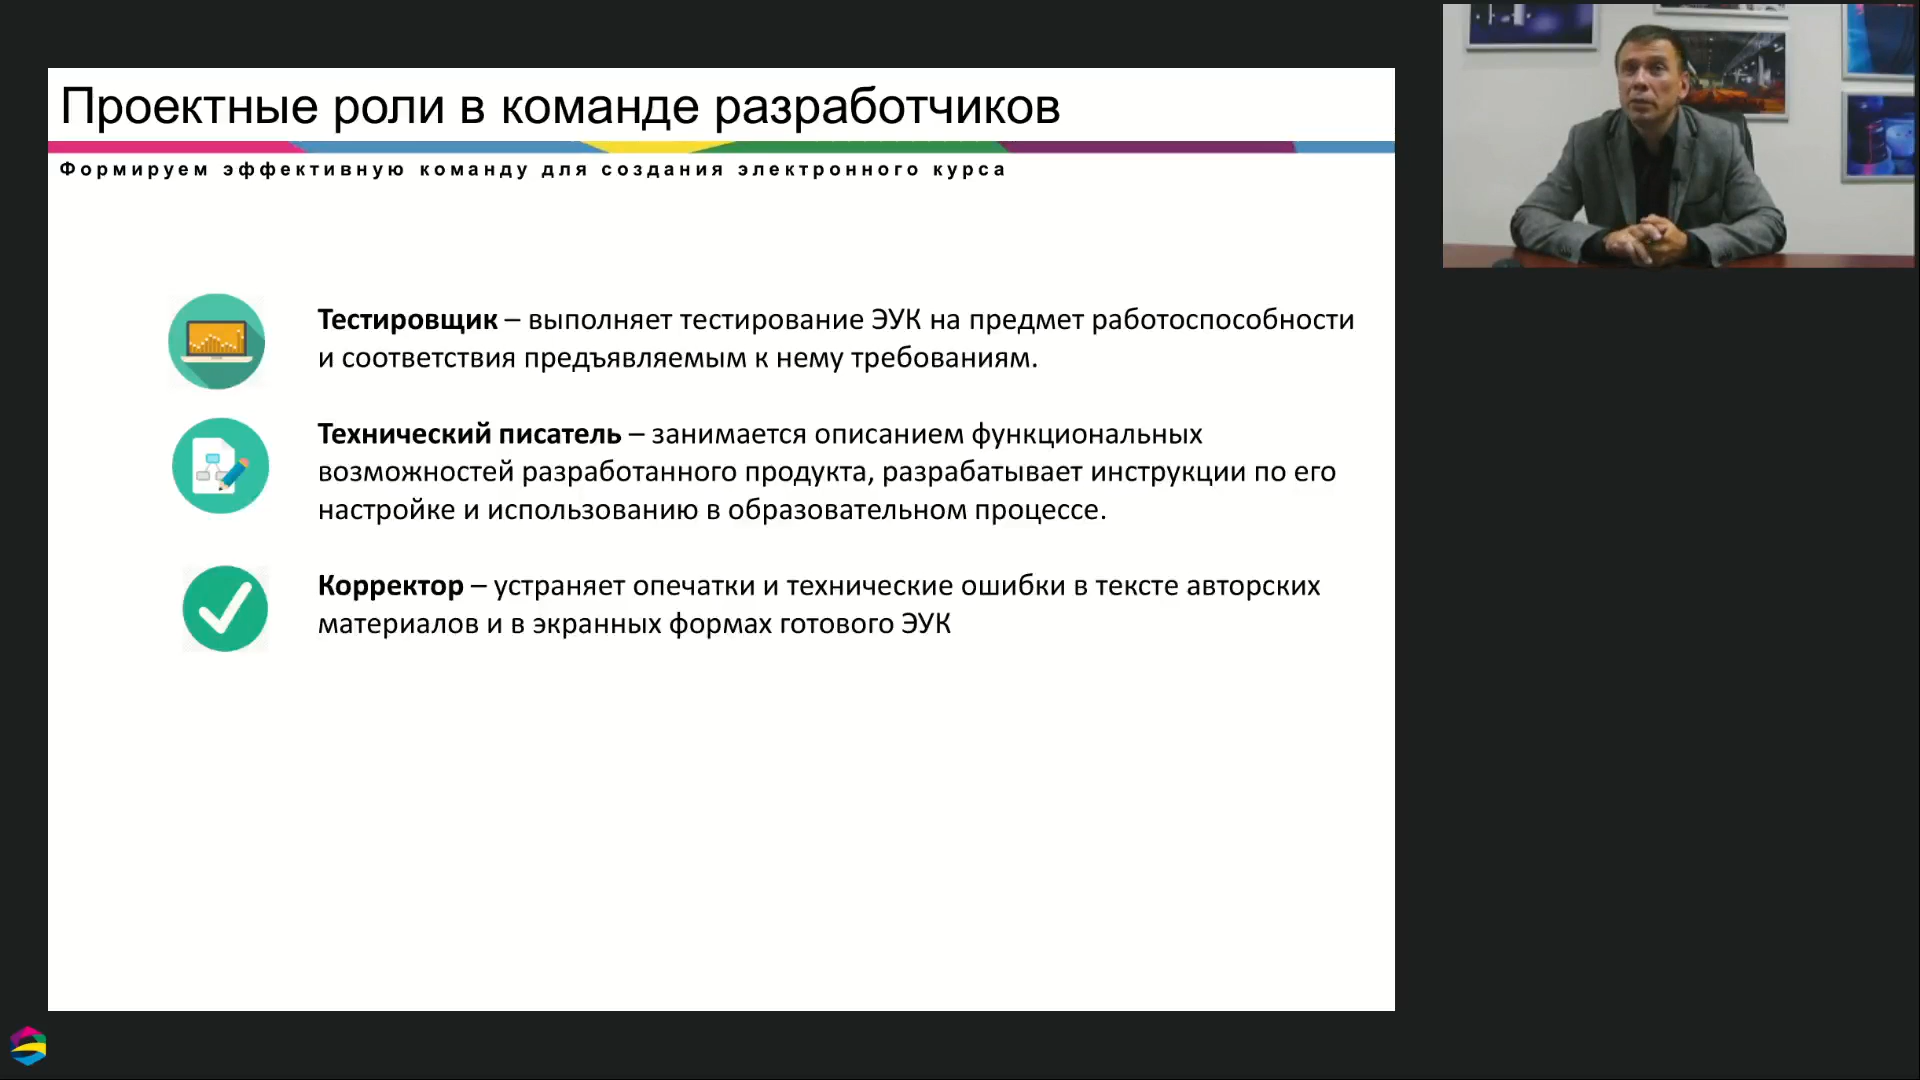 Проектные роли в команде разработчиков
Формируем эффективную команду для создания электронного курса
Тестировщик – выполняет тестирование ЭУК на предмет работоспособности
и соответствия предъявляемым к нему требованиям.
Технический писатель – занимается описанием функциональных
возможностей разработанного продукта, разрабатывает инструкции по его
настройке и использованию в образовательном процессе.
Корректор – устраняет опечатки и технические ошибки в тексте авторских
материалов и в экранных формах готового ЭУК